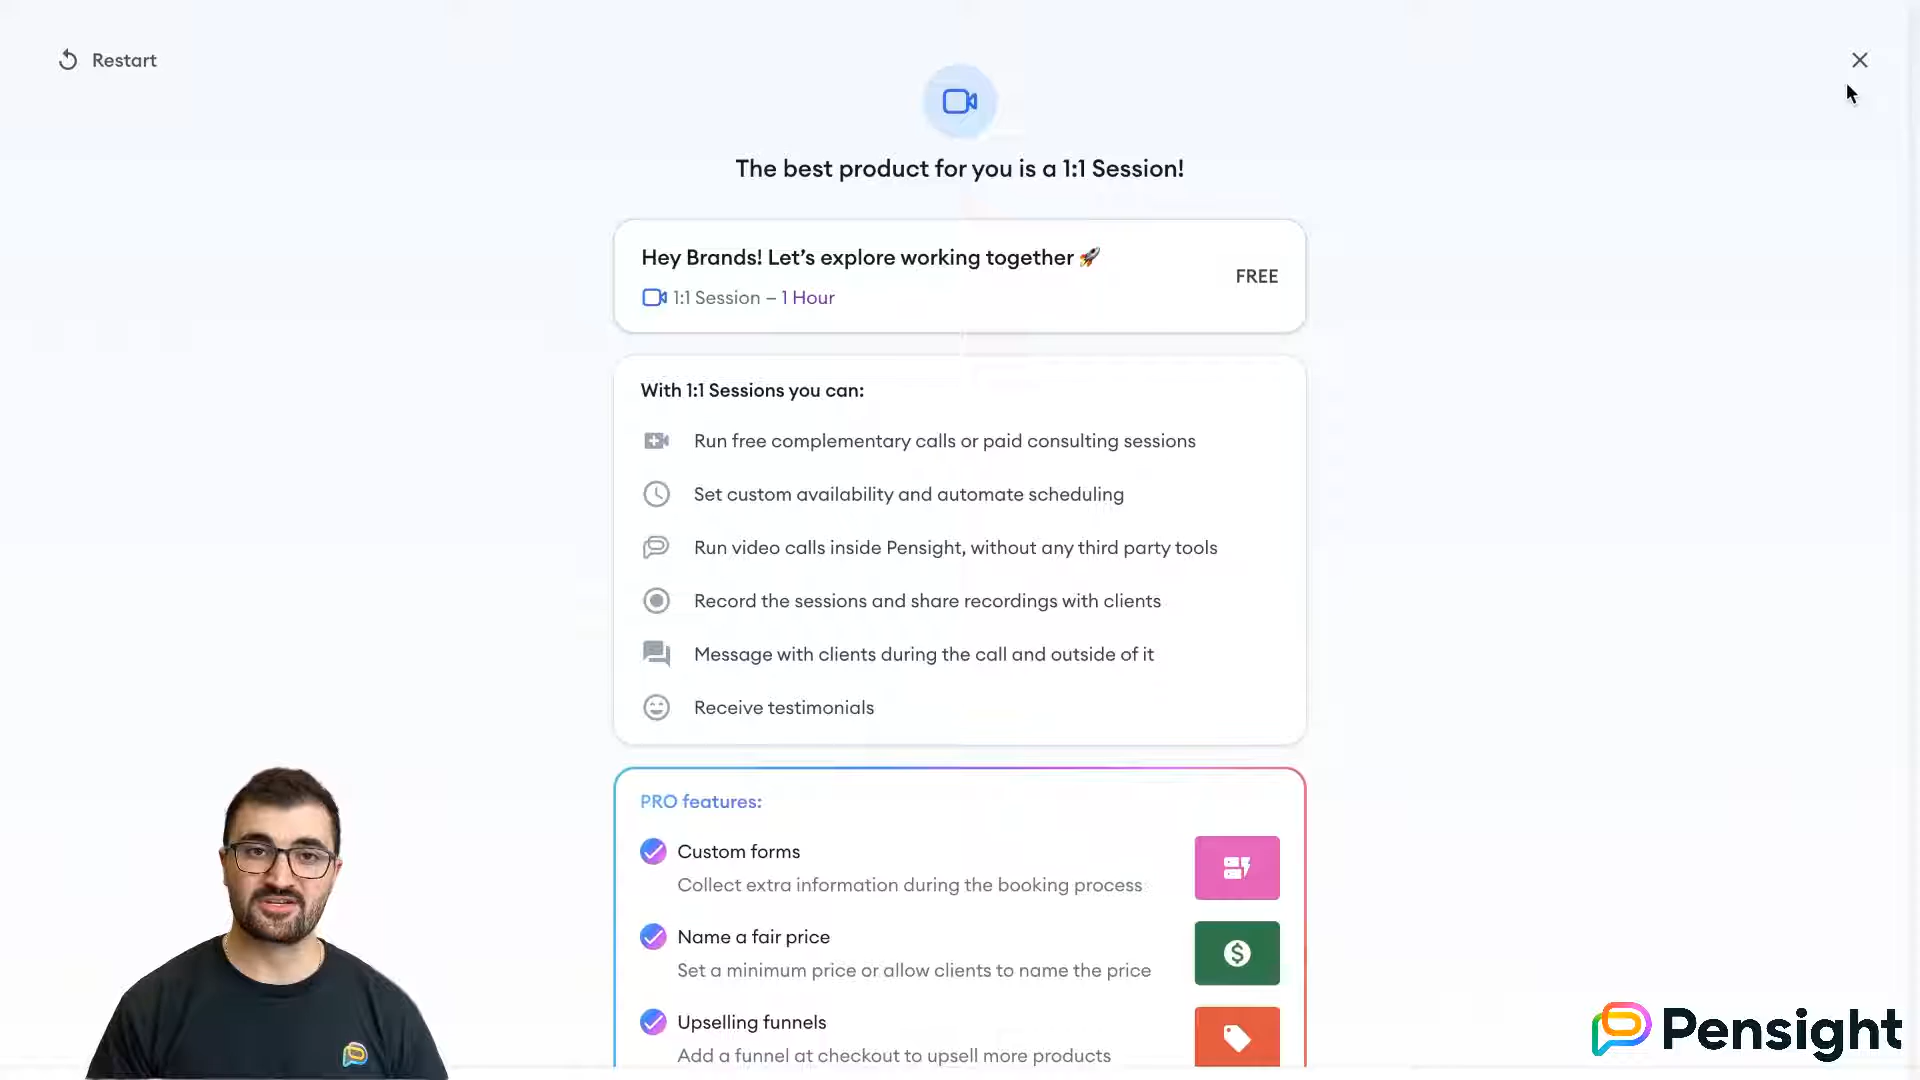 Restart
The best product for you is a 1:1 Session!
Hey Brands! Let’s explore working together 🚀
FREE
1:1 Session – 1 Hour
With 1:1 Sessions you can:
Run free complementary calls or paid consulting sessions
Set custom availability and automate scheduling
Run video calls inside Pensight, without any third party tools
Record the sessions and share recordings with clients
Message with clients during the call and outside of it
Receive testimonials
PRO features:
Custom forms
Collect extra information during the booking process
Name a fair price
Set a minimum price or allow clients to name the price
Upselling funnels
Add a funnel at checkout to upsell more products
Pensight